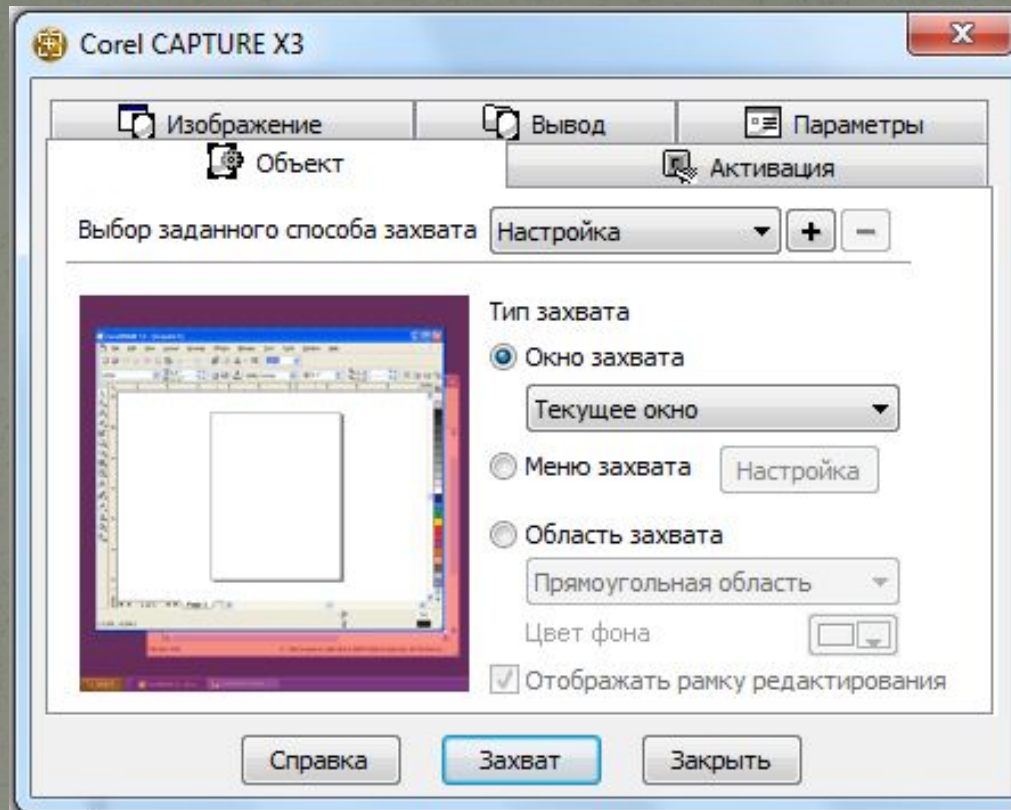 Corel CAPTURE X3
Изображение Вывод Параметры
Объект Активация
Выбор заданного способа захвата Настройка + −
Тип захвата
Окно захвата
Текущее окно
Меню захвата Настройка
Область захвата
Прямоугольная область
Цвет фона
Отображать рамку редактирования
Справка Захват Закрыть